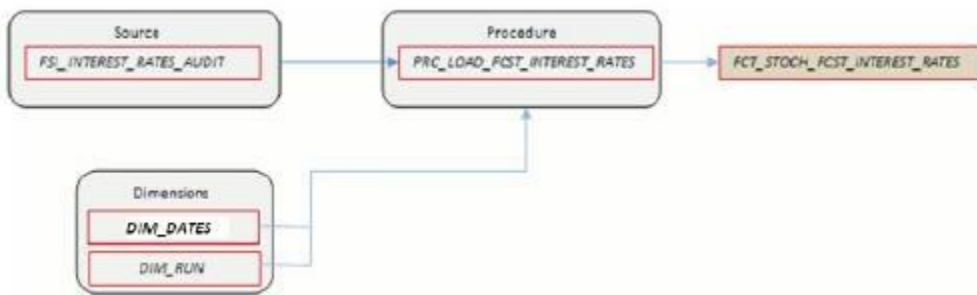 Source
FSI_INTEREST_RATES_AUDIT
Procedure
PRC_LOAD_FCST_INTEREST_RATES
FCT_STOCH_FCST_INTEREST_RATES
Dimensions
DIM_DATES
DIM_RUN